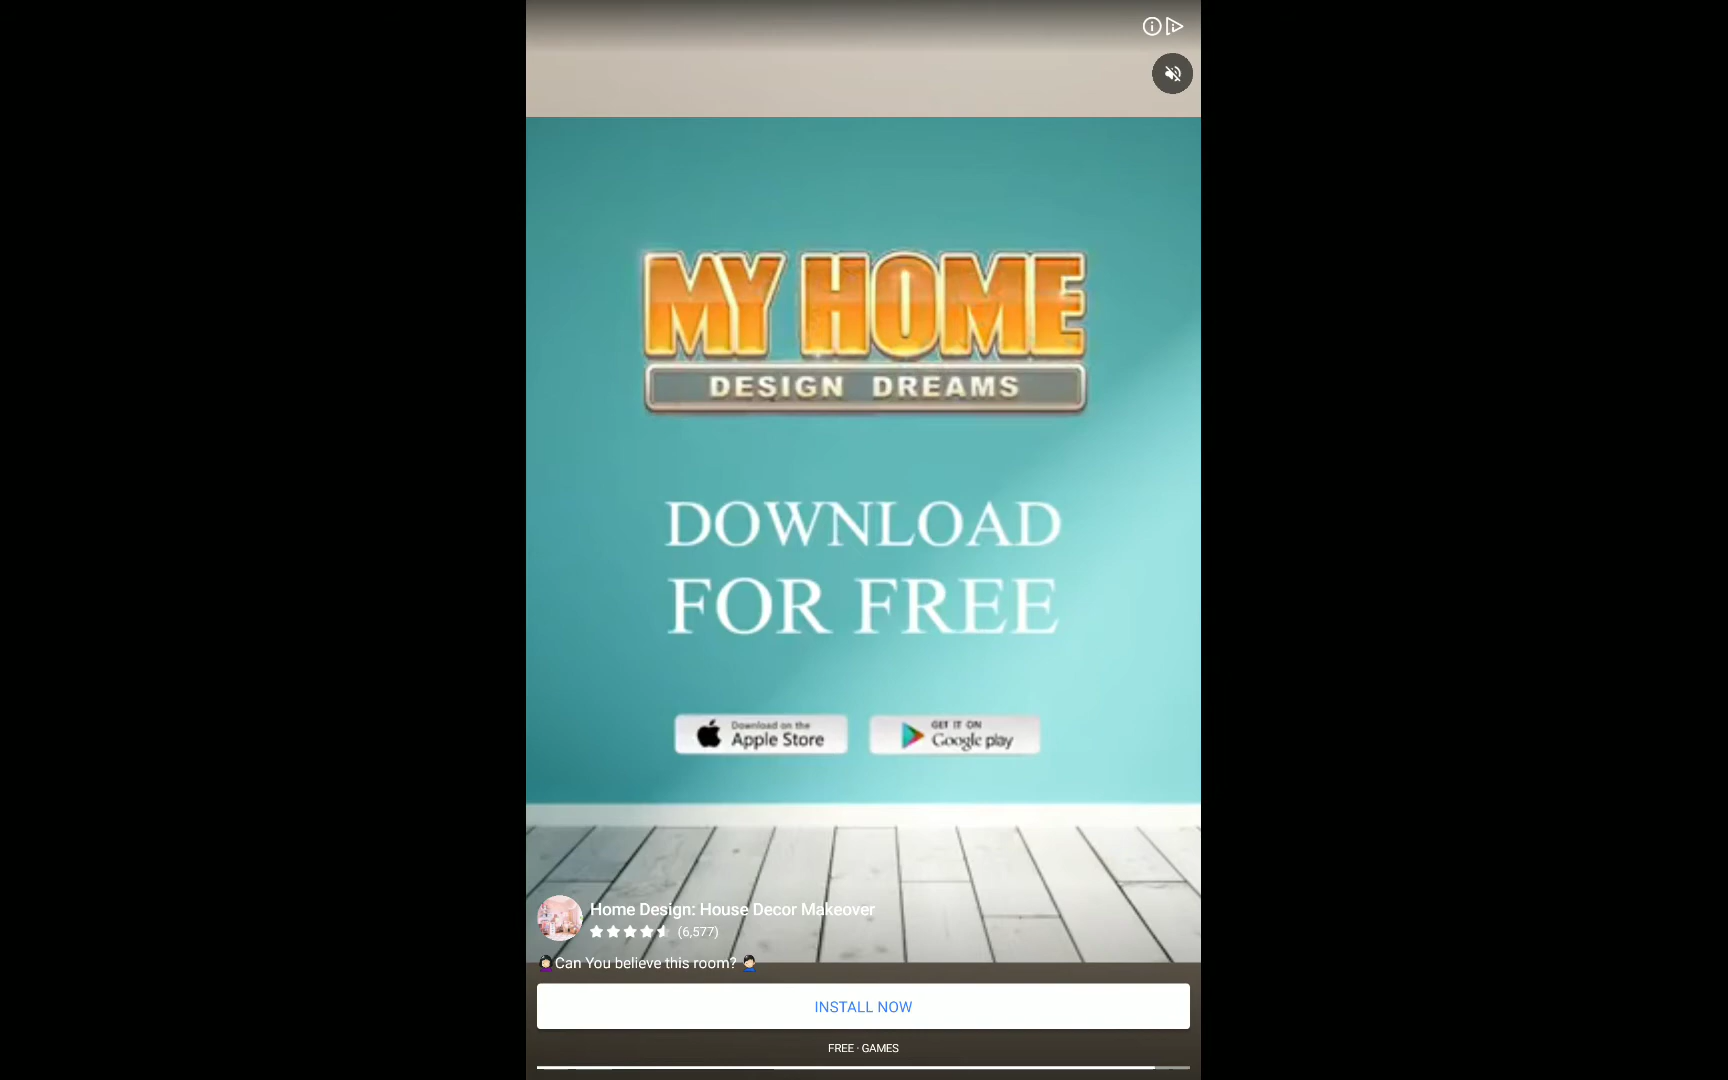 MY HOME
DESIGN DREAMS
DOWNLOAD
FOR FREE
Download on the
Apple Store
GET IT ON
Google play
Home Design: House Decor Makeover
(6,577)
🤦🏻‍♀️Can You believe this room? 🤦🏻‍♂️
INSTALL NOW
FREE · GAMES